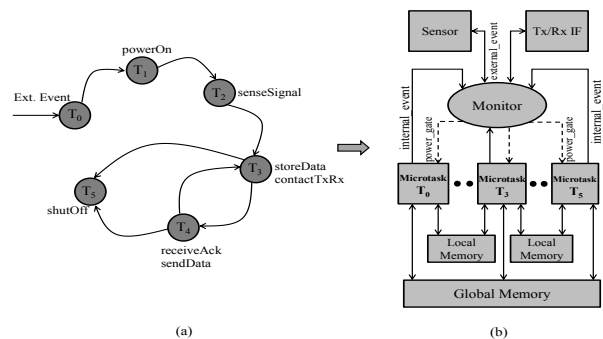 powerOn
T1
Ext. Event
T0
T2
senseSignal
T3
storeData
contactTxRx
T5
shutOff
T4
receiveAck
sendData
(a)
Sensor
Tx/Rx IF
external_event
Monitor
internal_event
internal_event
power_gate
power_gate
Microtask
T0
Microtask
T3
Microtask
T5
Local
Memory
Local
Memory
Global Memory
(b)